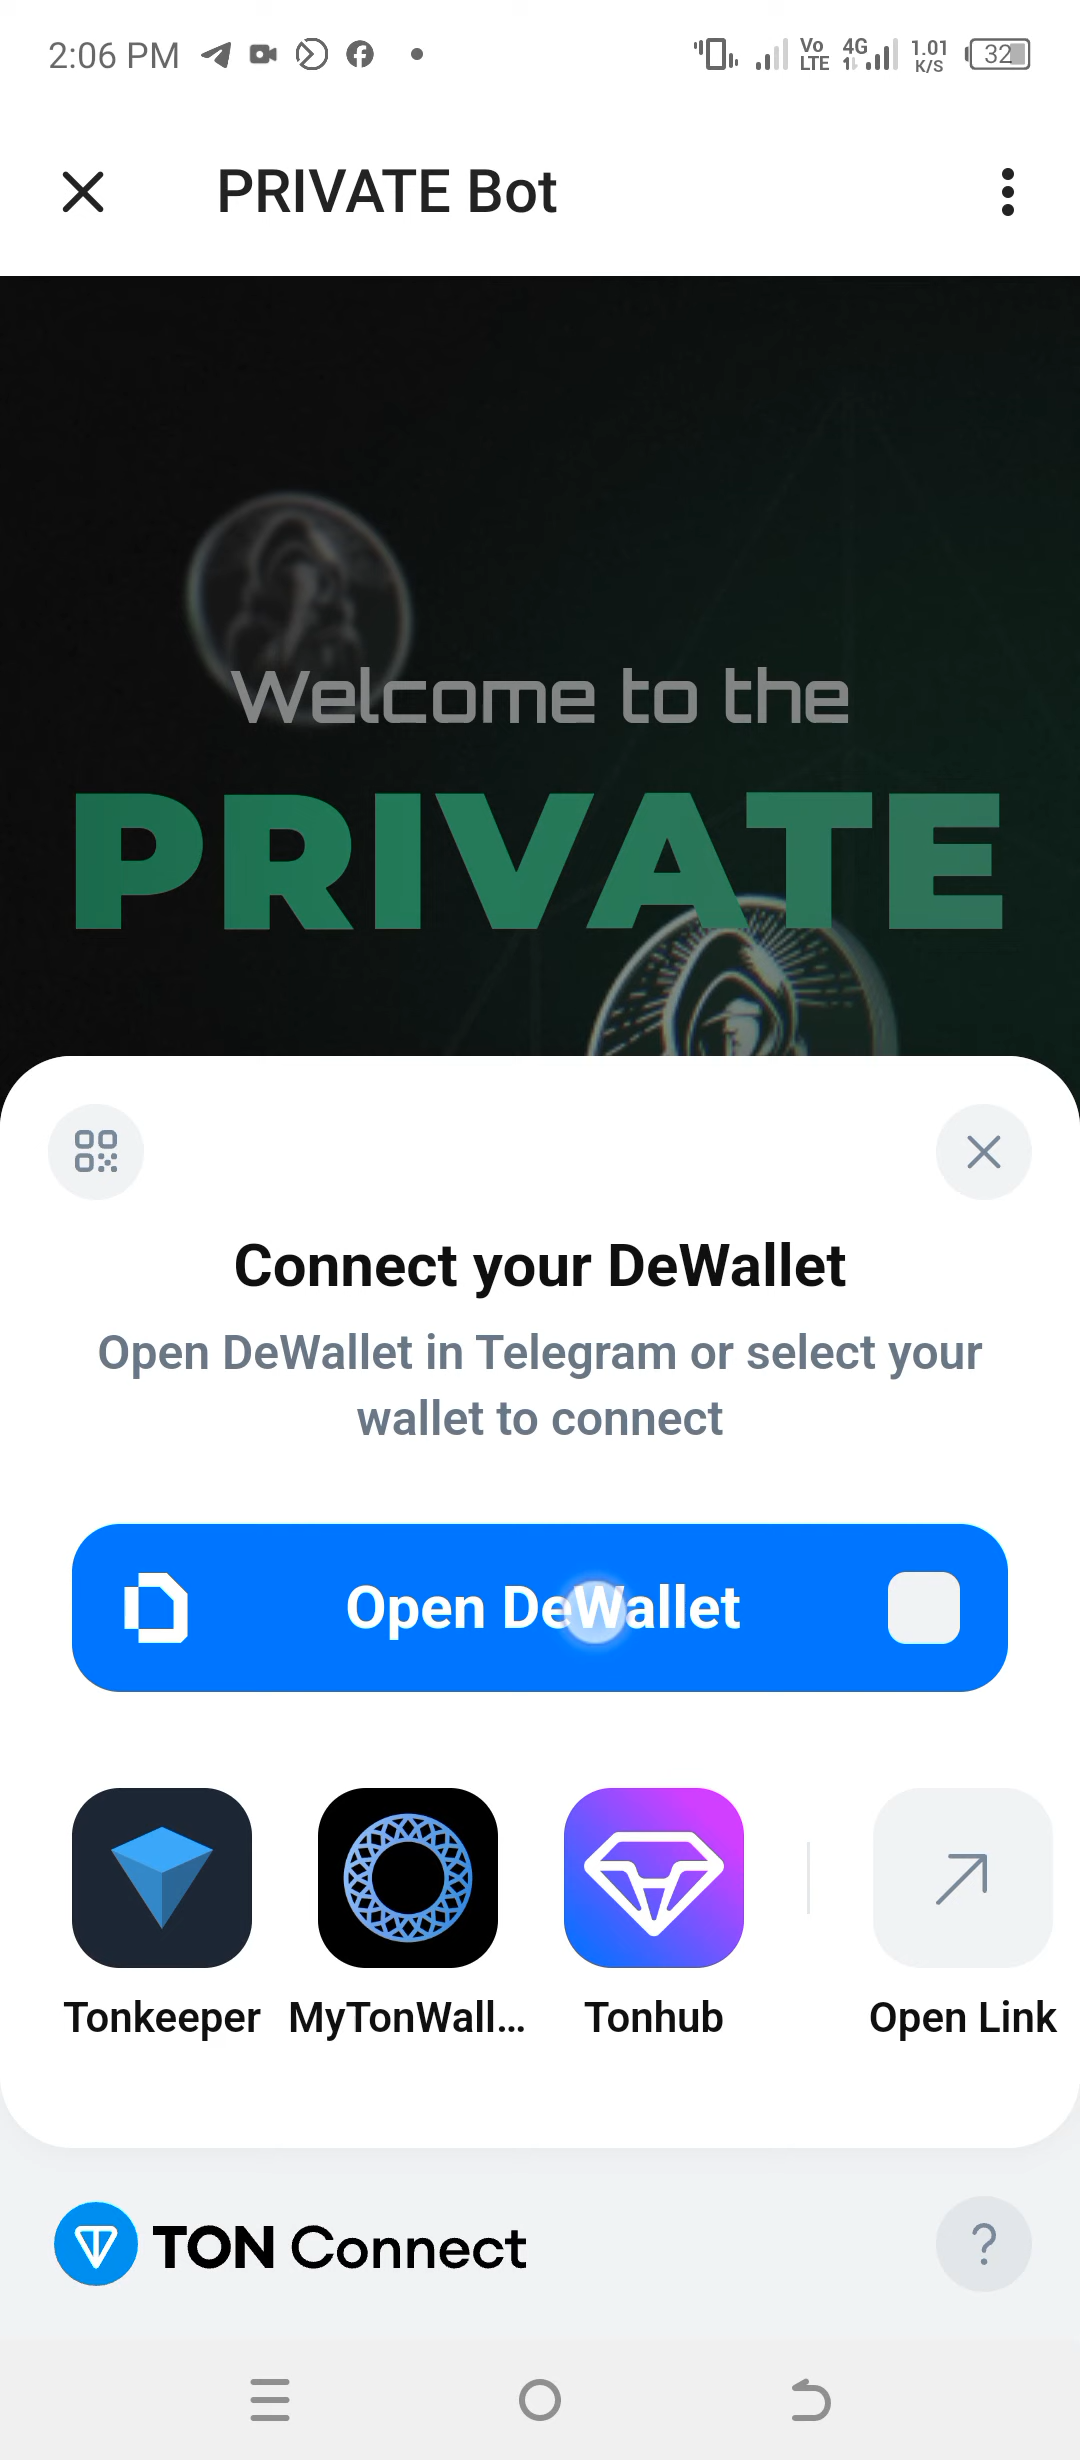 2:06 PM
Vo LTE 4G 1.01 K/S 32
PRIVATE Bot
Welcome to the
PRIVATE
Connect your DeWallet
Open DeWallet in Telegram or select your
wallet to connect
Open DeWallet
Tonkeeper MyTonWall... Tonhub Open Link
TON Connect
?